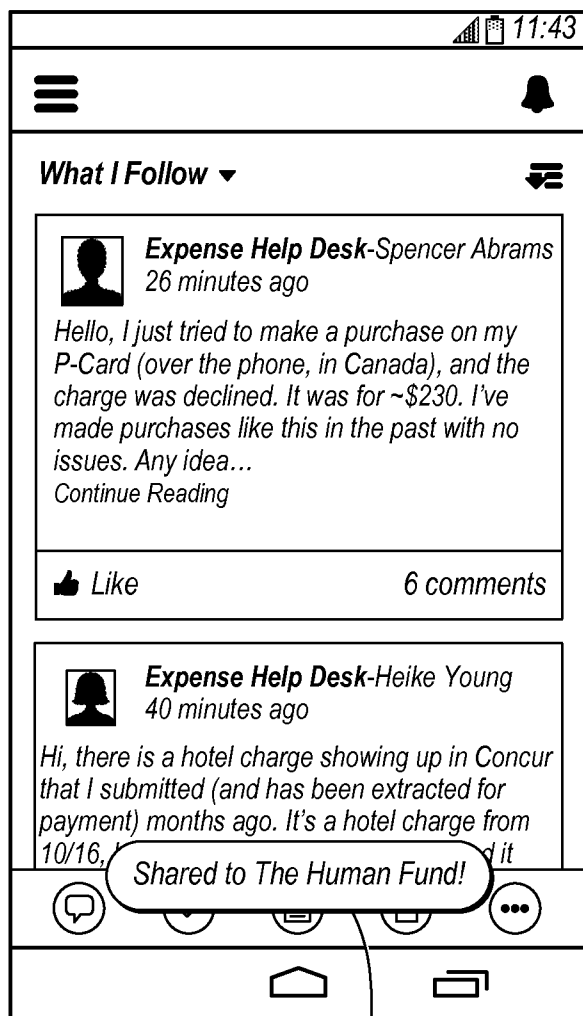 11:43
What I Follow
Expense Help Desk-Spencer Abrams
26 minutes ago
Hello, I just tried to make a purchase on my
P-Card (over the phone, in Canada), and the
charge was declined. It was for ~$230. I've
made purchases like this in the past with no
issues. Any idea…
Continue Reading
Like
6 comments
Expense Help Desk-Heike Young
40 minutes ago
Hi, there is a hotel charge showing up in Concur
that I submitted (and has been extracted for
payment) months ago. It's a hotel charge from
10/16, it
Shared to The Human Fund!